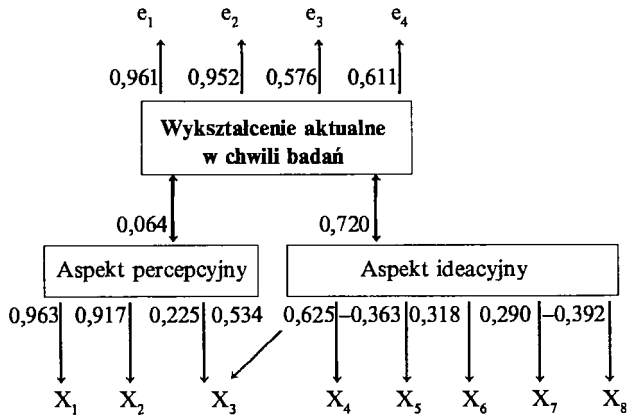 e₁ e₂ e₃ e₄
0,961 0,952 0,576 0,611
Wykształcenie aktualne
w chwili badań
0,064 0,720
Aspekt percepcyjny Aspekt ideacyjny
0,963 0,917 0,225 0,534 0,625 –0,363 0,318 0,290 –0,392
X₁ X₂ X₃ X₄ X₅ X₆ X₇ X₈